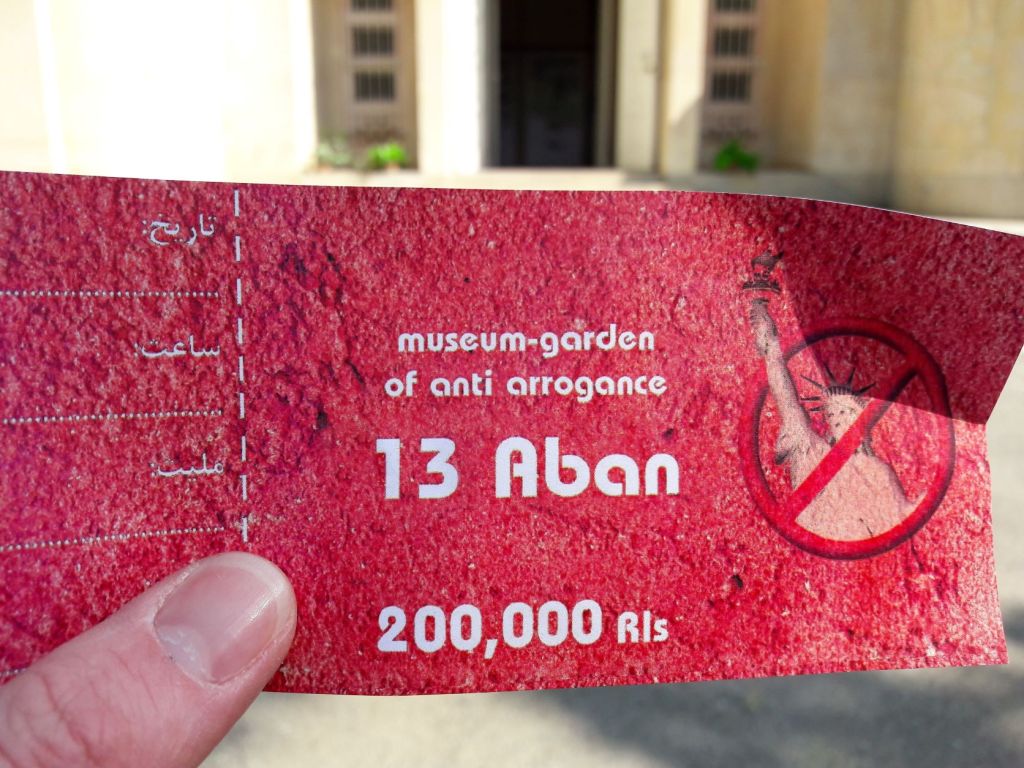 تاریخ:
ساعت:
ملیت:
museum-garden
of anti arrogance
13 Aban
200,000 Rls